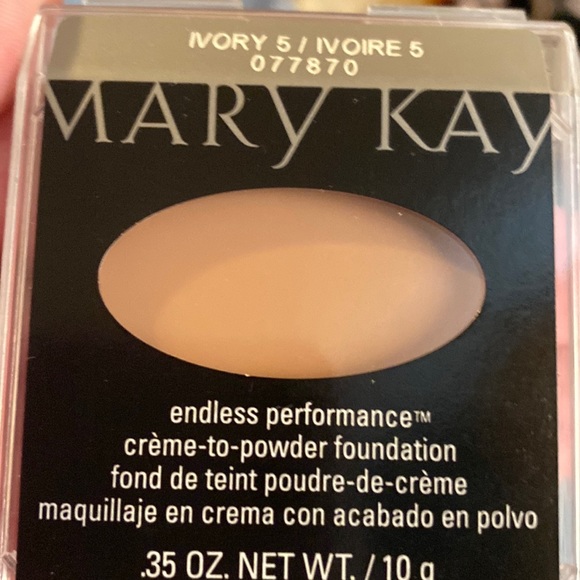 IVORY 5 / IVOIRE 5
077870
MARY KAY
endless performance™
crème-to-powder foundation
fond de teint poudre-de-crème
maquillaje en crema con acabado en polvo
.35 OZ. NET WT. / 10 g